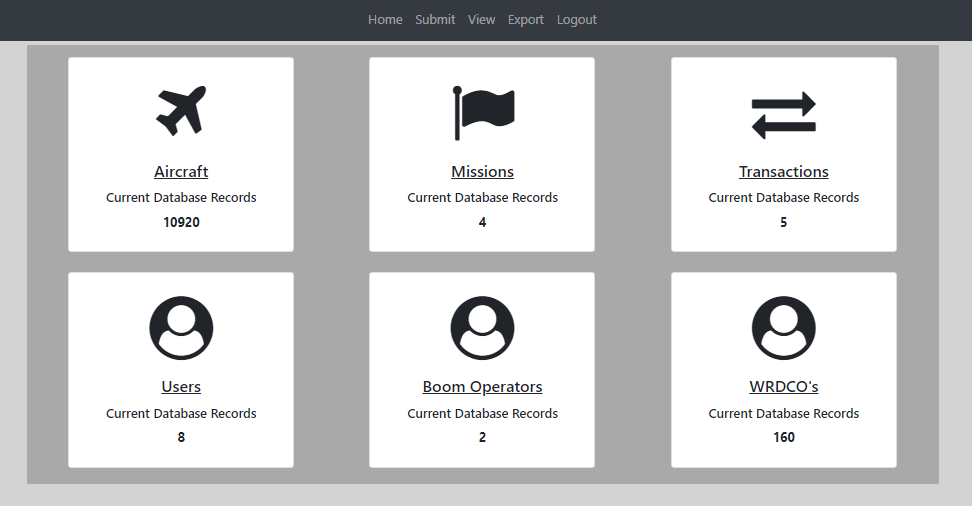 Home Submit View Export Logout
Aircraft
Current Database Records
10920
Missions
Current Database Records
4
Transactions
Current Database Records
5
Users
Current Database Records
8
Boom Operators
Current Database Records
2
WRDCO's
Current Database Records
160